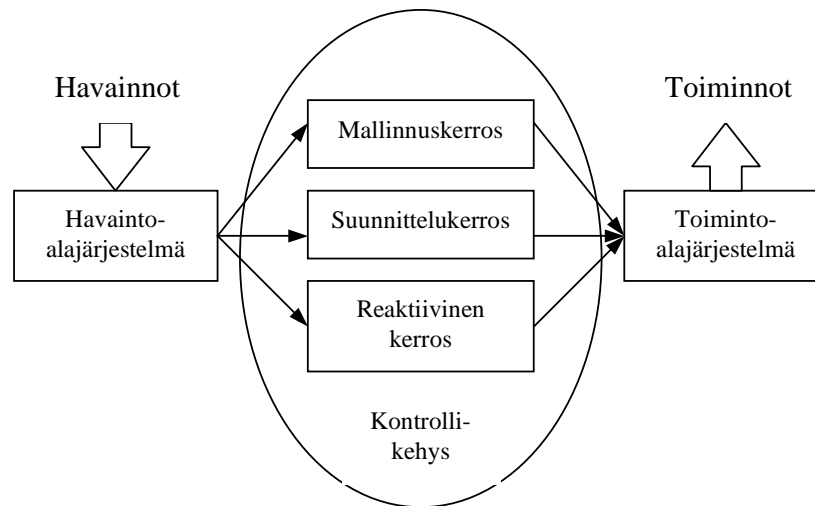 Havainnot
Toiminnot
Mallinnuskerros
Havainto-
alajärjestelmä
Suunnittelukerros
Toiminto-
alajärjestelmä
Reaktiivinen
kerros
Kontrolli-
kehys